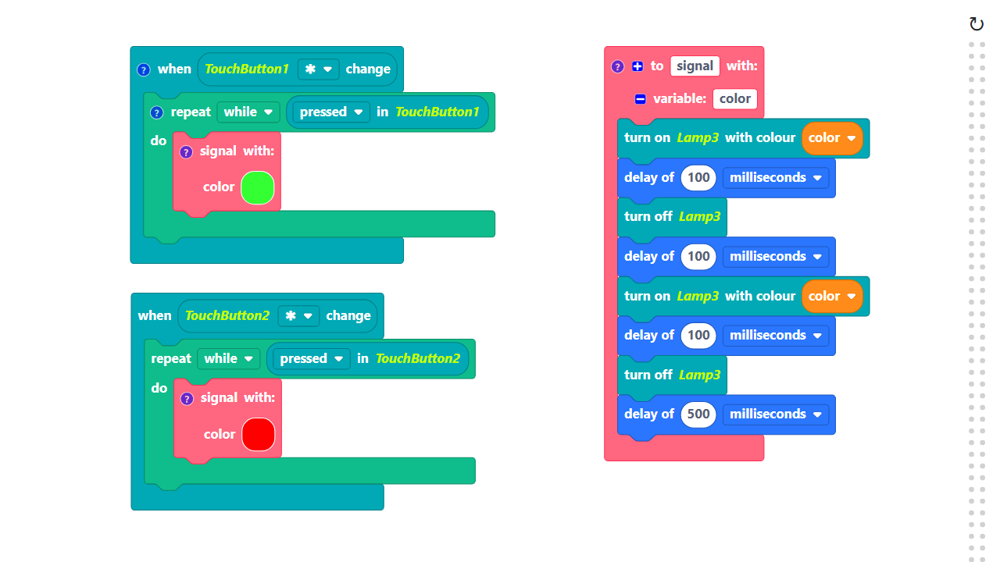 ? when TouchButton1 ✱ change
? repeat while pressed in TouchButton1
do
? signal with:
color
when TouchButton2 ✱ change
repeat while pressed in TouchButton2
do
? signal with:
color
? to signal with:
variable: color
turn on Lamp3 with colour color
delay of 100 milliseconds
turn off Lamp3
delay of 100 milliseconds
turn on Lamp3 with colour color
delay of 100 milliseconds
turn off Lamp3
delay of 500 milliseconds